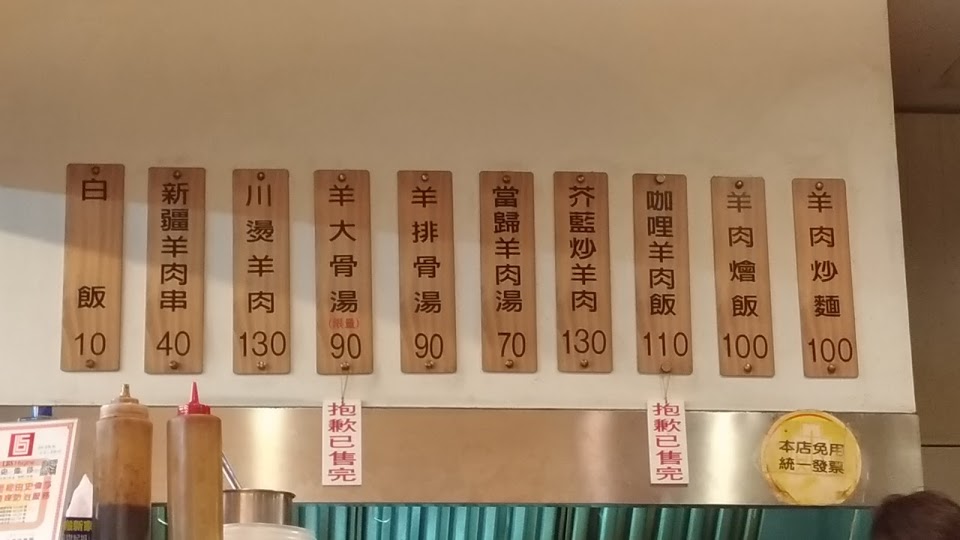 羊肉炒麵
100
羊肉燴飯
100
咖哩羊肉飯
110
芥藍炒羊肉
130
當歸羊肉湯
70
羊排骨湯
90
羊大骨湯
(限量)
90
川燙羊肉
130
新疆羊肉串
40
白飯
10
抱歉已售完
抱歉已售完
本店免用
統一發票